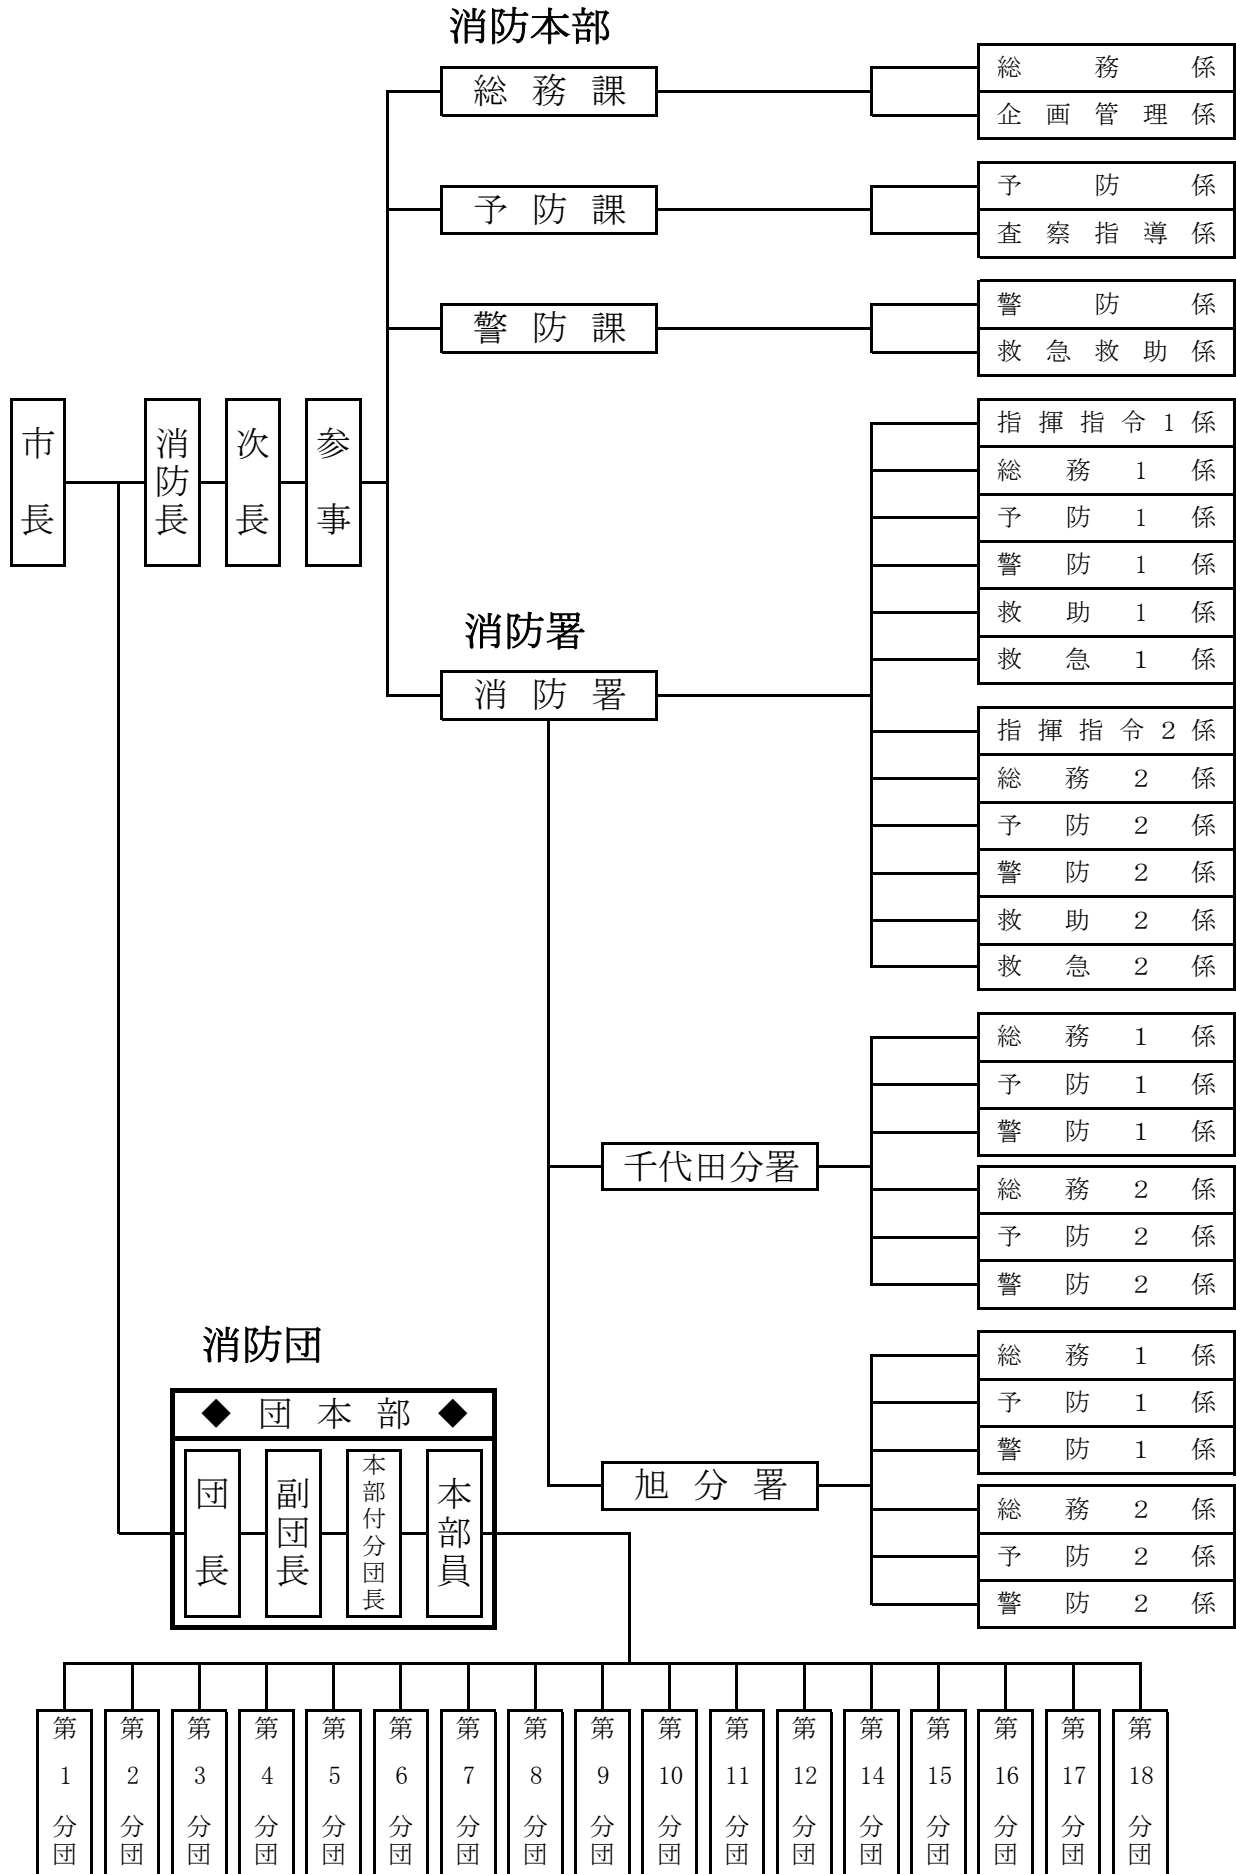 消防本部
総務課
総務係
企画管理係
予防課
予防係
査察指導係
警防課
警防係
救急救助係
市長
消防長
次長
参事
指揮指令1係
総務1係
予防1係
警防1係
救助1係
救急1係
消防署
消防署
指揮指令2係
総務2係
予防2係
警防2係
救助2係
救急2係
千代田分署
総務1係
予防1係
警防1係
総務2係
予防2係
警防2係
旭分署
総務1係
予防1係
警防1係
総務2係
予防2係
警防2係
消防団
◆団本部◆
団長
副団長
本部付分団長
本部員
第1分団
第2分団
第3分団
第4分団
第5分団
第6分団
第7分団
第8分団
第9分団
第10分団
第11分団
第12分団
第14分団
第15分団
第16分団
第17分団
第18分団